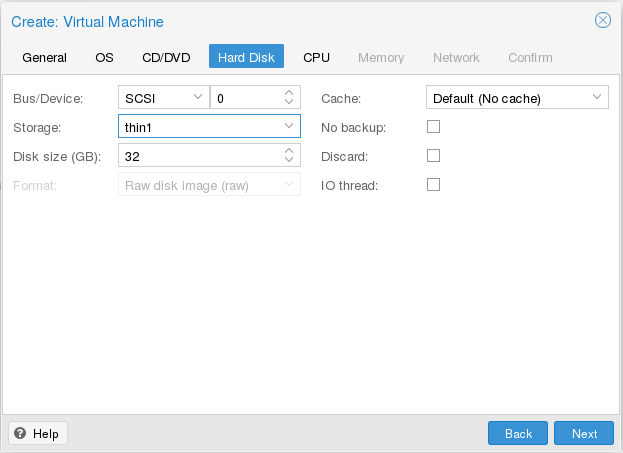 Create: Virtual Machine
General OS CD/DVD Hard Disk CPU Memory Network Confirm
Bus/Device: SCSI 0 Cache: Default (No cache)
Storage: thin1 No backup:
Disk size (GB): 32 Discard:
Format: Raw disk image (raw) IO thread:
Help Back Next